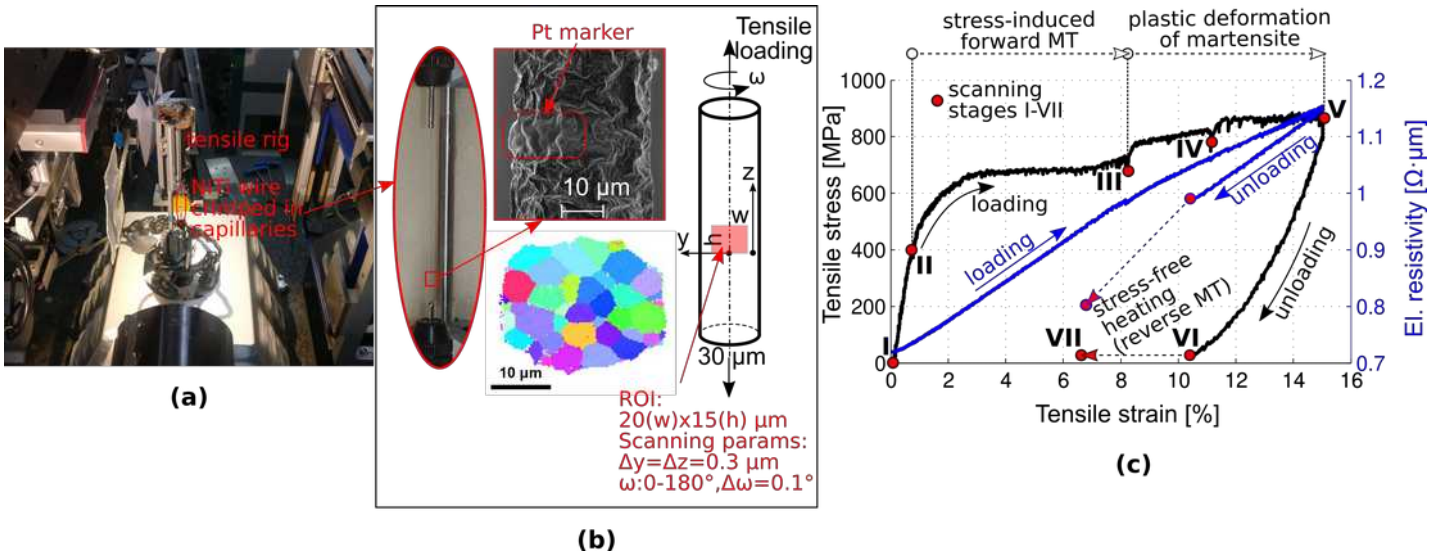 tensile rig
NiTi wire
crimped in
capillaries
(a)
Pt marker
10 µm
10 µm
Tensile
loading
ω
z
w
y
h
30 µm
ROI:
20(w)x15(h) µm
Scanning params:
Δy=Δz=0.3 µm
ω:0-180°,Δω=0.1°
(b)
stress-induced
forward MT
plastic deformation
of martensite
1000
800
600
400
200
0
Tensile stress [MPa]
scanning
stages I-VII
I
II
III
IV
V
VI
VII
loading
loading
unloading
unloading
stress-free
heating
(reverse MT)
1.2
1.1
1
0.9
0.8
0.7
El. resistivity [Ω·µm]
0 2 4 6 8 10 12 14 16
Tensile strain [%]
(c)